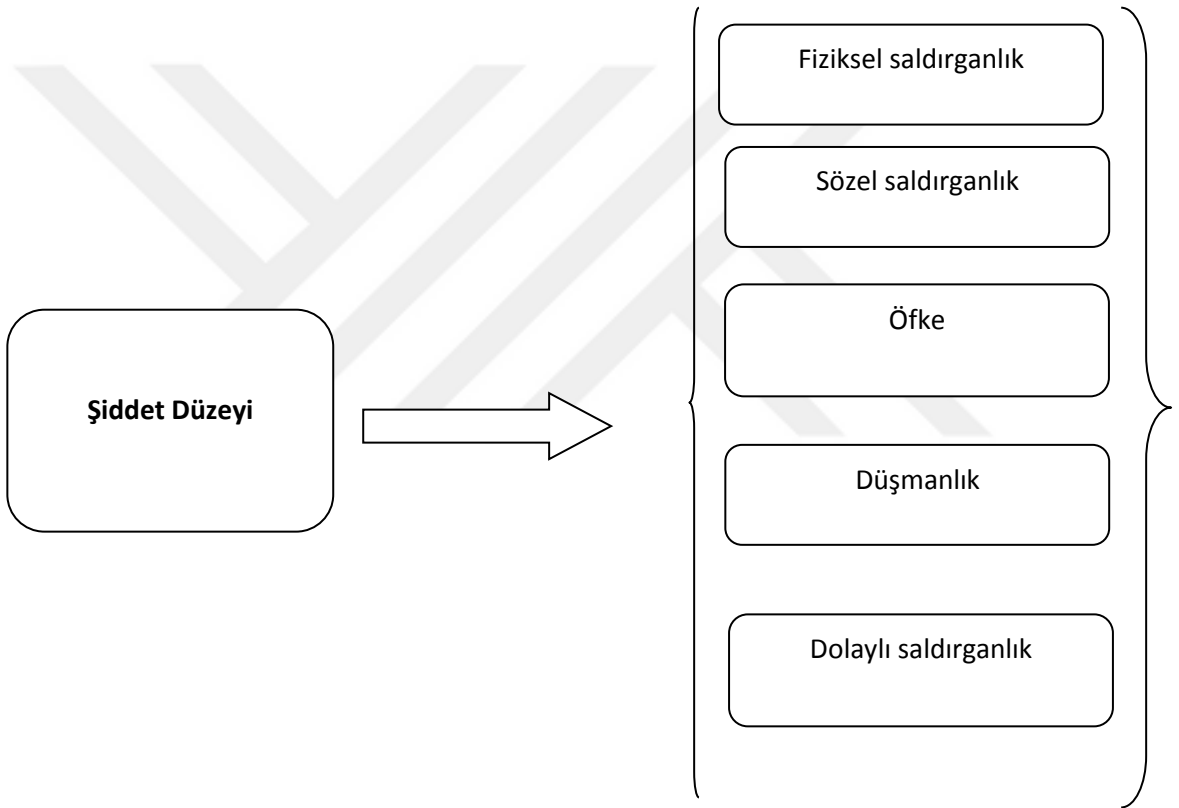 Fiziksel saldırganlık
Sözel saldırganlık
Öfke
Şiddet Düzeyi
Düşmanlık
Dolaylı saldırganlık